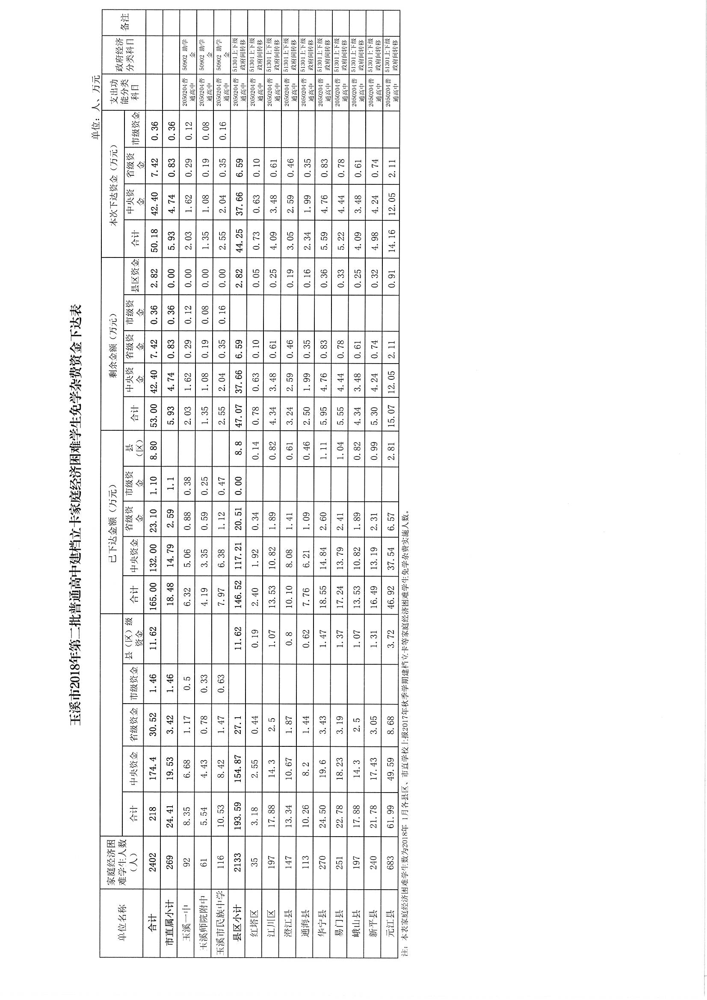 玉溪市2018年第二批普通高中建档立卡家庭经济困难学生免学杂费资金下达表
单位：人、万元
单位名称 家庭经济困难学生人数（人） 已下达金额（万元） 剩余金额（万元） 本次下达资金（万元） 支出功能分类科目 政府经济分类科目 备注
合计 中央资金 省级资金 市级资金 县（区）级资金 合计 中央资金 省级资金 市级资金 县（区） 合计 中央资金 省级资金 市级资金 县区资金 合计 中央资金 省级资金 市级资金
合计 2402 218 174.4 30.52 1.46 11.62 165.00 132.00 23.10 1.10 8.80 53.00 42.40 7.42 0.36 2.82 50.18 42.40 7.42 0.36
市直属小计 269 24.41 19.53 3.42 1.46 18.48 14.79 2.59 1.1 5.93 4.74 0.83 0.36 0.00 5.93 4.74 0.83 0.36
玉溪一中 92 8.35 6.68 1.17 0.5 6.32 5.06 0.88 0.38 2.03 1.62 0.29 0.12 0.00 2.03 1.62 0.29 0.12 2050204普通高中 50902 助学金
玉溪师院附中 61 5.54 4.43 0.78 0.33 4.19 3.35 0.59 0.25 1.35 1.08 0.19 0.08 0.00 1.35 1.08 0.19 0.08 2050204普通高中 50902 助学金
玉溪市民族中学 116 10.53 8.42 1.47 0.63 7.97 6.38 1.12 0.47 2.55 2.04 0.35 0.16 0.00 2.55 2.04 0.35 0.16 2050204普通高中 50902 助学金
县区小计 2133 193.59 154.87 27.1 11.62 146.52 117.21 20.51 0.00 8.8 47.07 37.66 6.59 2.82 44.25 37.66 6.59 2050204普通高中 51301上下级政府间转移
红塔区 35 3.18 2.55 0.44 0.19 2.40 1.92 0.34 0.14 0.78 0.63 0.10 0.05 0.73 0.63 0.10 2050204普通高中 51301上下级政府间转移
江川区 197 17.88 14.3 2.5 1.07 13.53 10.82 1.89 0.82 4.34 3.48 0.61 0.25 4.09 3.48 0.61 2050204普通高中 51301上下级政府间转移
澄江县 147 13.34 10.67 1.87 0.8 10.10 8.08 1.41 0.61 3.24 2.59 0.46 0.19 3.05 2.59 0.46 2050204普通高中 51301上下级政府间转移
通海县 113 10.26 8.2 1.44 0.62 7.76 6.21 1.09 0.46 2.50 1.99 0.35 0.16 2.34 1.99 0.35 2050204普通高中 51301上下级政府间转移
华宁县 270 24.50 19.6 3.43 1.47 18.55 14.84 2.60 1.11 5.95 4.76 0.83 0.36 5.59 4.76 0.83 2050204普通高中 51301上下级政府间转移
易门县 251 22.78 18.23 3.19 1.37 17.24 13.79 2.41 1.04 5.55 4.44 0.78 0.33 5.22 4.44 0.78 2050204普通高中 51301上下级政府间转移
峨山县 197 17.88 14.3 2.5 1.07 13.53 10.82 1.89 0.82 4.34 3.48 0.61 0.25 4.09 3.48 0.61 2050204普通高中 51301上下级政府间转移
新平县 240 21.78 17.43 3.05 1.31 16.49 13.19 2.31 0.99 5.30 4.24 0.74 0.32 4.98 4.24 0.74 2050204普通高中 51301上下级政府间转移
元江县 683 61.99 49.59 8.68 3.72 46.92 37.54 6.57 2.81 15.07 12.05 2.11 0.91 14.16 12.05 2.11 2050204普通高中 51301上下级政府间转移
注：本表家庭经济困难学生数为2018年 1月各县区、市直学校上报2017年秋季学期建档立卡等家庭经济困难学生免学杂费实施人数。